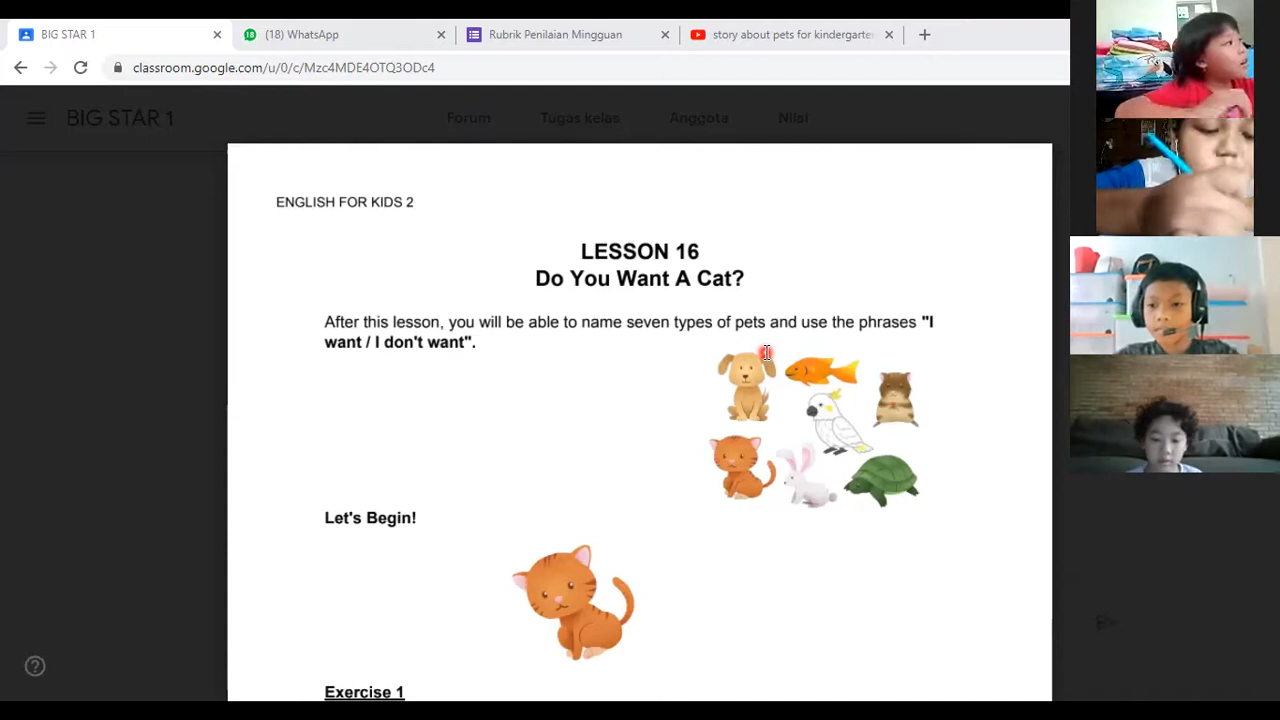 BIG STAR 1
(18) WhatsApp
Rubrik Penilaian Mingguan
story about pets for kindergarte
classroom.google.com/u/0/c/Mzc4MDE4OTQ3ODc4
BIG STAR 1
Forum
Tugas kelas
Anggota
Nilai
ENGLISH FOR KIDS 2
LESSON 16
Do You Want A Cat?
After this lesson, you will be able to name seven types of pets and use the phrases "I
want / I don't want".
Let's Begin!
Exercise 1